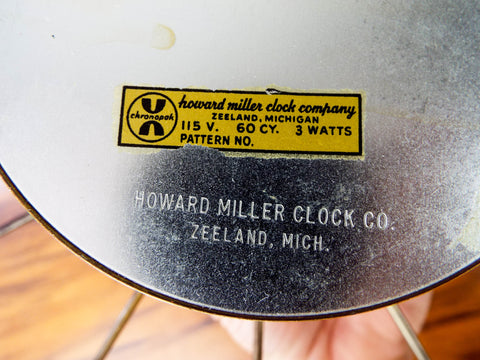 chronopak
howard miller clock company
ZEELAND, MICHIGAN
115 V. 60 CY. 3 WATTS
PATTERN NO.
HOWARD MILLER CLOCK CO.
ZEELAND, MICH.